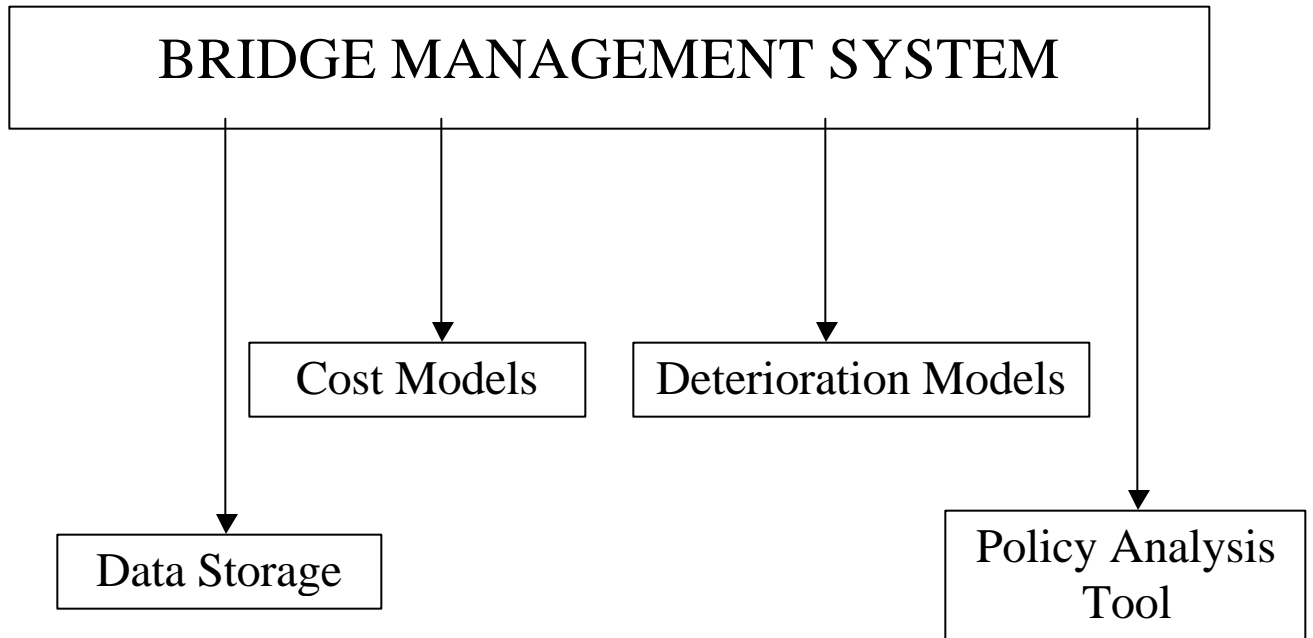 BRIDGE MANAGEMENT SYSTEM
Cost Models
Deterioration Models
Data Storage
Policy Analysis
Tool